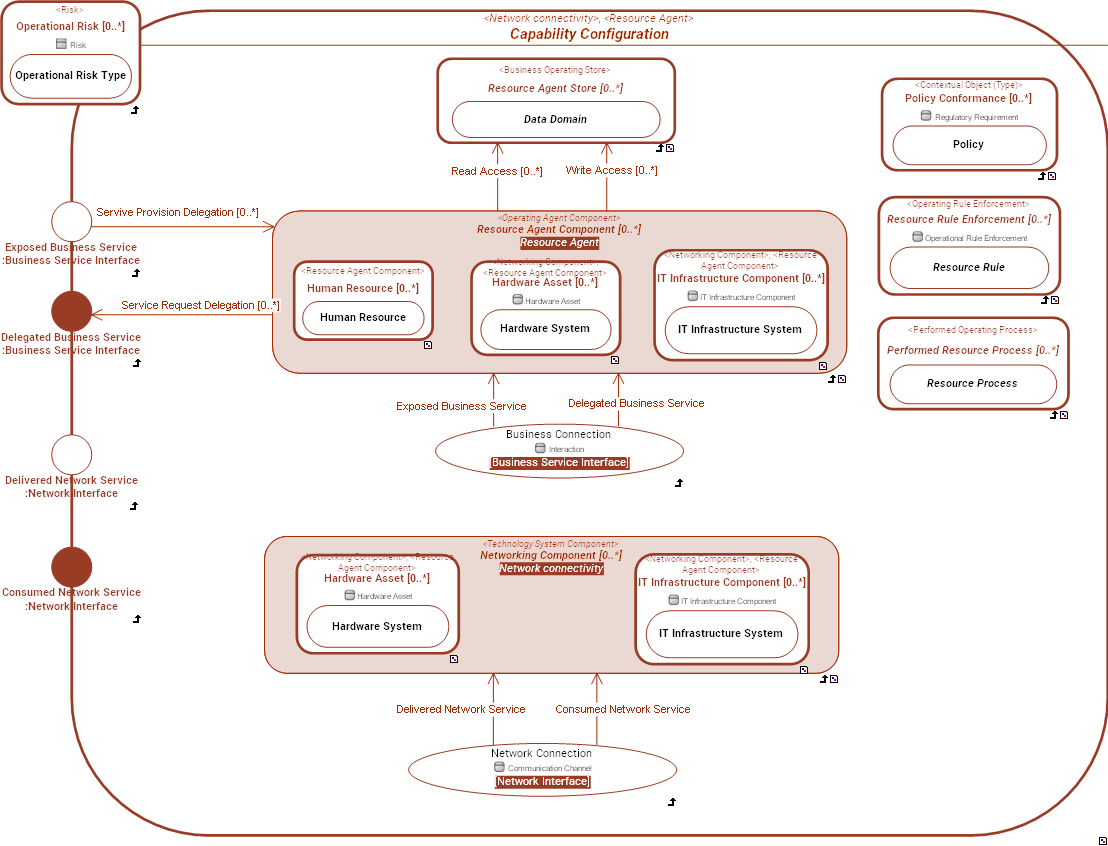 <Risk>
Operational Risk [0..*]
Risk
Operational Risk Type
<Network connectivity>, <Resource Agent>
Capability Configuration
<Business Operating Store>
Resource Agent Store [0..*]
Data Domain
Read Access [0..*]
Write Access [0..*]
<Contextual Object (Type)>
Policy Conformance [0..*]
Regulatory Requirement
Policy
<Operating Rule Enforcement>
Resource Rule Enforcement [0..*]
Operational Rule Enforcement
Resource Rule
<Performed Operating Process>
Performed Resource Process [0..*]
Resource Process
Servive Provision Delegation [0..*]
Exposed Business Service
:Business Service Interface
Service Request Delegation [0..*]
Delegated Business Service
:Business Service Interface
<Operating Agent Component>
Resource Agent Component [0..*]
Resource Agent
<Resource Agent Component>
Human Resource [0..*]
Human Resource
<Networking Component>,
<Resource Agent Component>
Hardware Asset [0..*]
Hardware Asset
Hardware System
<Networking Component>, <Resource
Agent Component>
IT Infrastructure Component [0..*]
IT Infrastructure Component
IT Infrastructure System
Exposed Business Service
Delegated Business Service
Business Connection
Interaction
[Business Service Interface]
Delivered Network Service
:Network Interface
Consumed Network Service
:Network Interface
<Technology System Component>
Networking Component [0..*]
Network connectivity
<Networking Component>, <Resource
Agent Component>
Hardware Asset [0..*]
Hardware Asset
Hardware System
<Networking Component>, <Resource
Agent Component>
IT Infrastructure Component [0..*]
IT Infrastructure Component
IT Infrastructure System
Delivered Network Service
Consumed Network Service
Network Connection
Communication Channel
[Network Interface]